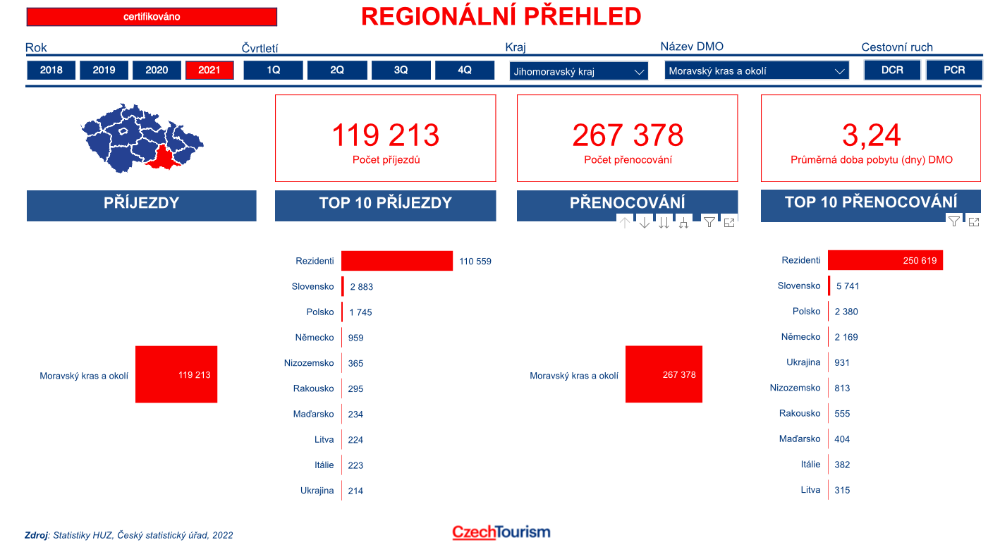 certifikováno
REGIONÁLNÍ PŘEHLED
Rok
Čvrtletí
Kraj
Název DMO
Cestovní ruch
2018
2019
2020
2021
1Q
2Q
3Q
4Q
Jihomoravský kraj
Moravský kras a okolí
DCR
PCR
119 213
Počet příjezdů
267 378
Počet přenocování
3,24
Průměrná doba pobytu (dny) DMO
PŘÍJEZDY
TOP 10 PŘÍJEZDY
PŘENOCOVÁNÍ
TOP 10 PŘENOCOVÁNÍ
Moravský kras a okolí 119 213
Rezidenti 110 559
Slovensko 2 883
Polsko 1 745
Německo 959
Nizozemsko 365
Rakousko 295
Maďarsko 234
Litva 224
Itálie 223
Ukrajina 214
Moravský kras a okolí 267 378
Rezidenti 250 619
Slovensko 5 741
Polsko 2 380
Německo 2 169
Ukrajina 931
Nizozemsko 813
Rakousko 555
Maďarsko 404
Itálie 382
Litva 315
Zdroj: Statistiky HUZ, Český statistický úřad, 2022
CzechTourism